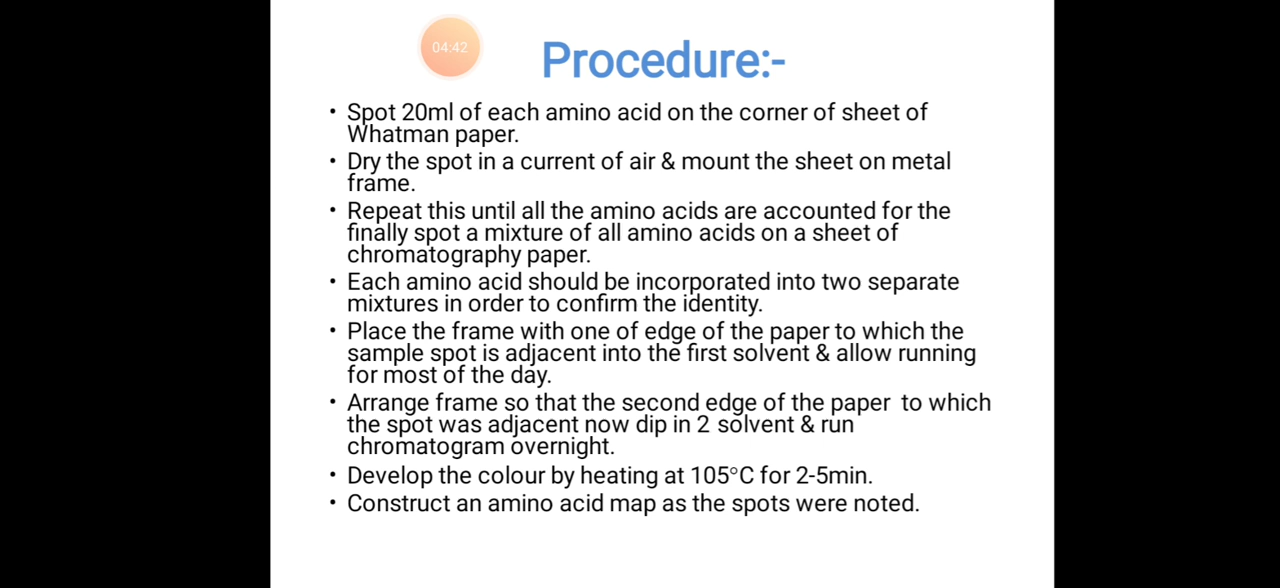 04:42
Procedure:-
• Spot 20ml of each amino acid on the corner of sheet of
Whatman paper.
• Dry the spot in a current of air & mount the sheet on metal
frame.
• Repeat this until all the amino acids are accounted for the
finally spot a mixture of all amino acids on a sheet of
chromatography paper.
• Each amino acid should be incorporated into two separate
mixtures in order to confirm the identity.
• Place the frame with one of edge of the paper to which the
sample spot is adjacent into the first solvent & allow running
for most of the day.
• Arrange frame so that the second edge of the paper  to which
the spot was adjacent now dip in 2 solvent & run
chromatogram overnight.
• Develop the colour by heating at 105°C for 2-5min.
• Construct an amino acid map as the spots were noted.